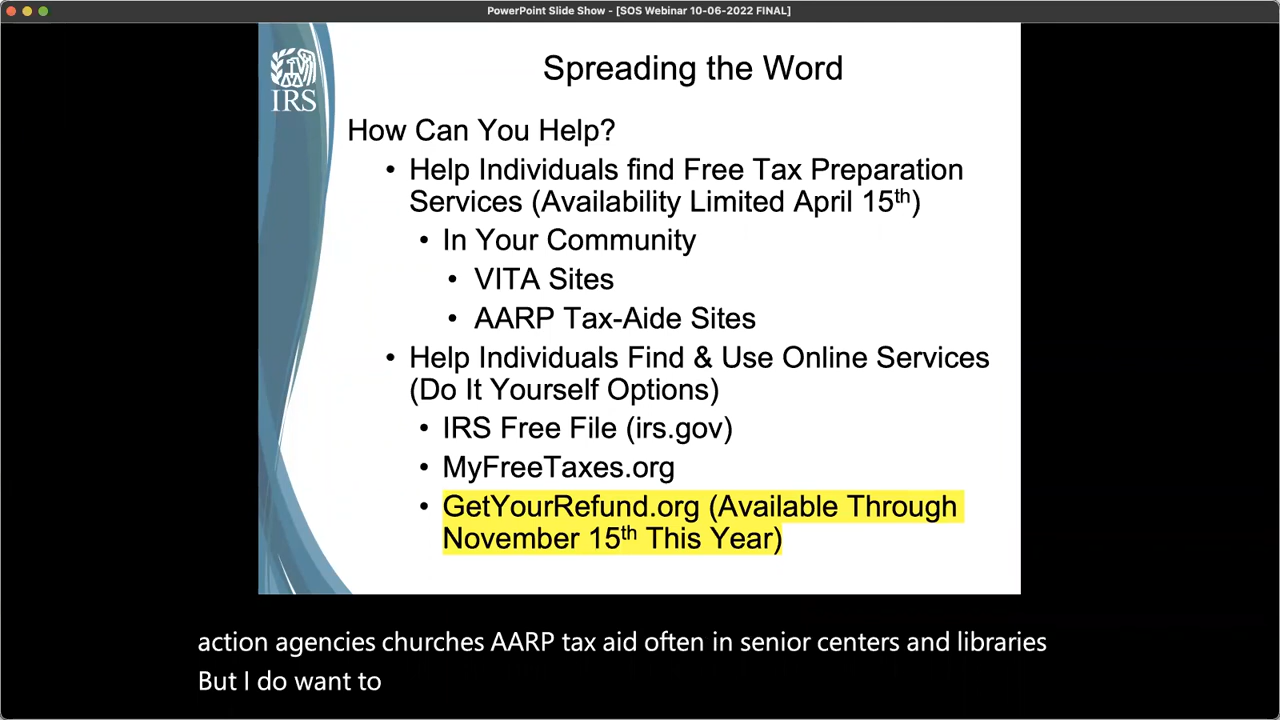 PowerPoint Slide Show - [SOS Webinar 10-06-2022 FINAL]
IRS
Spreading the Word
How Can You Help?
• Help Individuals find Free Tax Preparation
Services (Availability Limited April 15th)
• In Your Community
• VITA Sites
• AARP Tax-Aide Sites
• Help Individuals Find & Use Online Services
(Do It Yourself Options)
• IRS Free File (irs.gov)
• MyFreeTaxes.org
• GetYourRefund.org (Available Through
November 15th This Year)
action agencies churches AARP tax aid often in senior centers and libraries
But I do want to